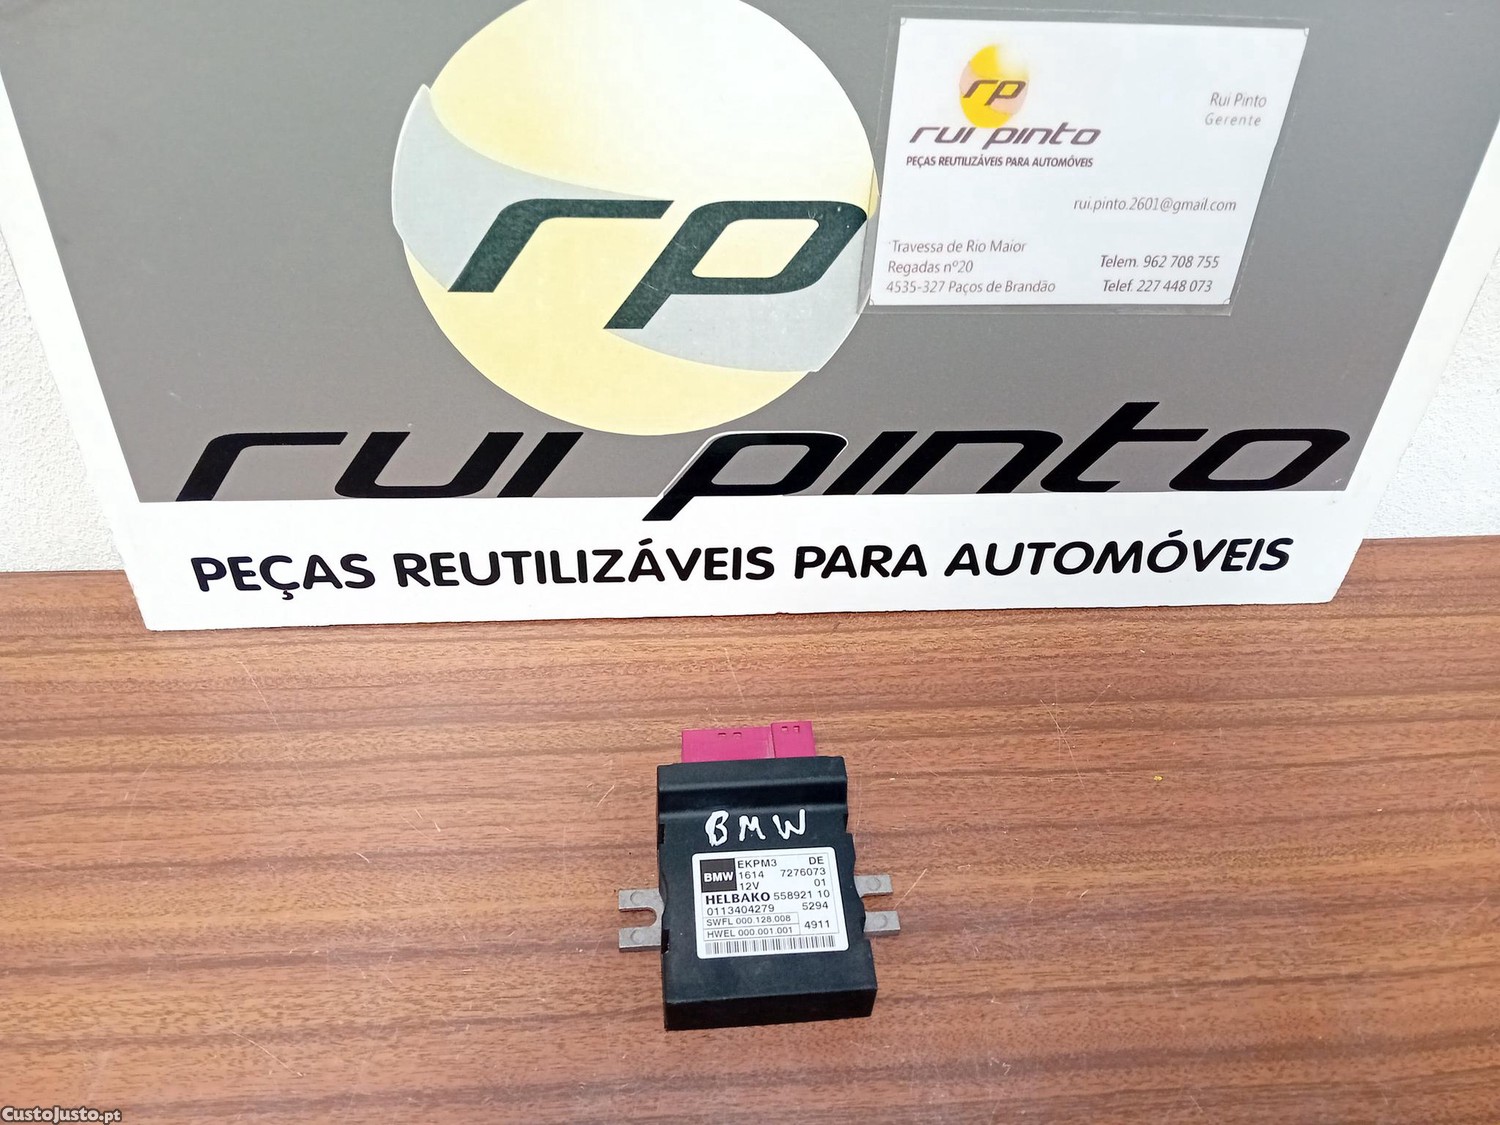 rp
rui pinto
PEÇAS REUTILIZÁVEIS PARA AUTOMÓVEIS
rp
rui pinto
PEÇAS REUTILIZÁVEIS PARA AUTOMÓVEIS
Rui Pinto
Gerente
rui.pinto.2601@gmail.com
Travessa de Rio Maior
Regadas nº20
4535-327 Paços de Brandão
Telem. 962 708 755
Telef. 227 448 073
BMW
BMW
EKPM3 DE
1614 7276073
12V 01
HELBAKO 558921 10
0113404279 5294
SWFL 000.128.008
HWEL 000.001.001 4911
CustoJusto.pt